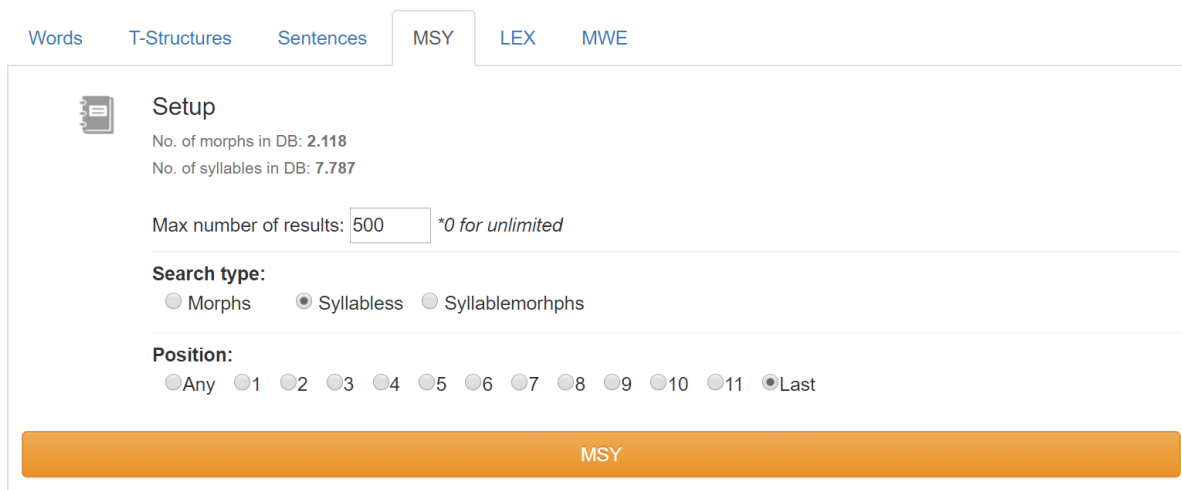 Words T-Structures Sentences MSY LEX MWE
Setup
No. of morphs in DB: 2.118
No. of syllables in DB: 7.787
Max number of results: 500 *0 for unlimited
Search type:
Morphs Syllabless Syllablemorhphs
Position:
Any 1 2 3 4 5 6 7 8 9 10 11 Last
MSY